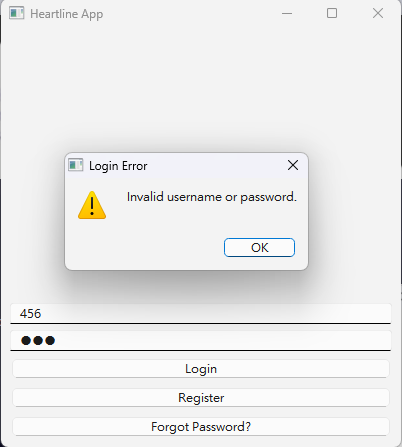 Heartline App
Login Error
Invalid username or password.
OK
456
●●●
Login
Register
Forgot Password?